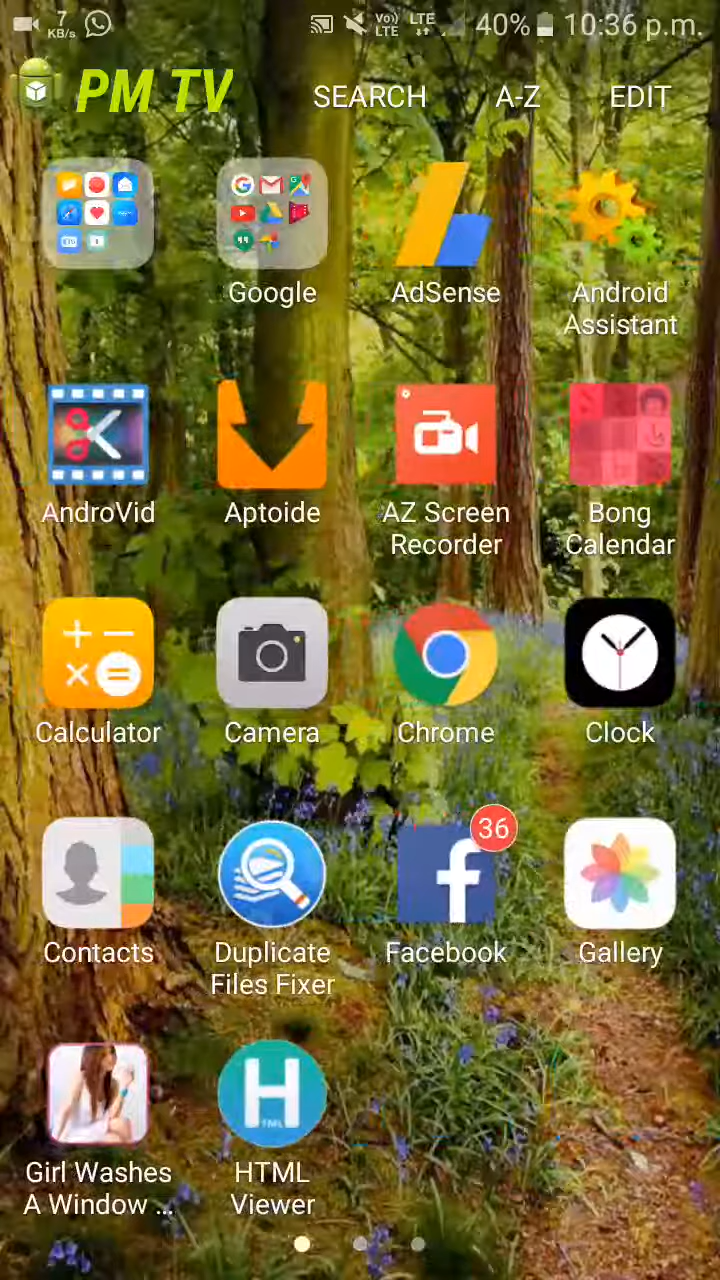 7
KB/s
Vo))
LTE
LTE
40%
10:36 p.m.
PM TV
SEARCH
A-Z
EDIT
Google
AdSense
Android
Assistant
AndroVid
Aptoide
AZ Screen
Recorder
Bong
Calendar
Calculator
Camera
Chrome
Clock
36
Contacts
Duplicate
Files Fixer
Facebook
Gallery
H
TML
Girl Washes
A Window ...
HTML
Viewer